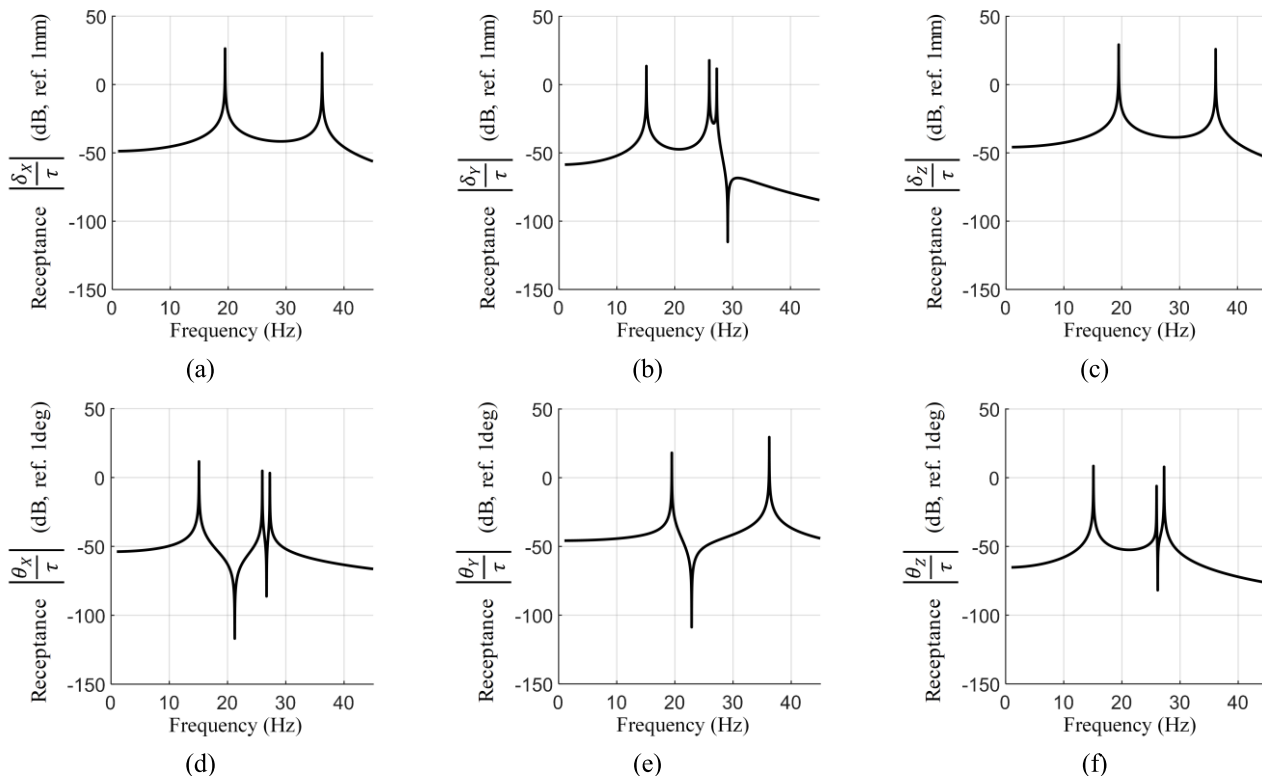 Receptance |δX/τ| (dB, ref. 1mm)
50
0
-50
-100
-150
0 10 20 30 40
Frequency (Hz)
(a)
Receptance |δY/τ| (dB, ref. 1mm)
50
0
-50
-100
-150
0 10 20 30 40
Frequency (Hz)
(b)
Receptance |δZ/τ| (dB, ref. 1mm)
50
0
-50
-100
-150
0 10 20 30 40
Frequency (Hz)
(c)
Receptance |θX/τ| (dB, ref. 1deg)
50
0
-50
-100
-150
0 10 20 30 40
Frequency (Hz)
(d)
Receptance |θY/τ| (dB, ref. 1deg)
50
0
-50
-100
-150
0 10 20 30 40
Frequency (Hz)
(e)
Receptance |θZ/τ| (dB, ref. 1deg)
50
0
-50
-100
-150
0 10 20 30 40
Frequency (Hz)
(f)